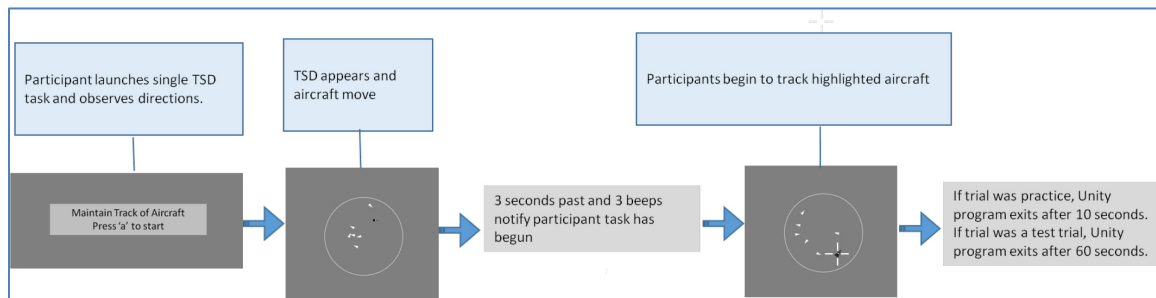 Participant launches single TSD
task and observes directions.
TSD appears and
aircraft move
Participants begin to track highlighted aircraft
Maintain Track of Aircraft
Press 'a' to start
3 seconds past and 3 beeps
notify participant task has
begun
If trial was practice, Unity
program exits after 10 seconds.
If trial was a test trial, Unity
program exits after 60 seconds.